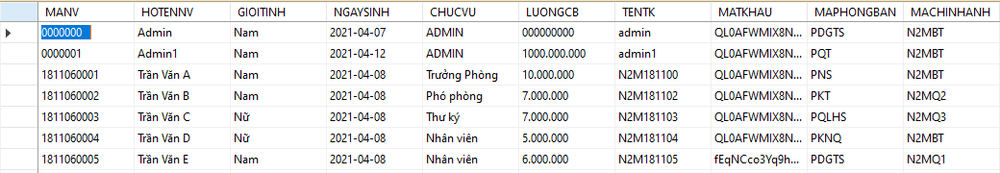 MANV HOTENNV GIOITINH NGAYSINH CHUCVU LUONGCB TENTK MATKHAU MAPHONGBAN MACHINHANH
0000000 Admin Nam 2021-04-07 ADMIN 000000000 admin QL0AFWMIX8N... PDGTS N2MBT
0000001 Admin1 Nam 2021-04-12 ADMIN 1000.000.000 admin1 QL0AFWMIX8N... PQT N2MBT
1811060001 Trần Văn A Nam 2021-04-08 Trưởng Phòng 10.000.000 N2M181100 QL0AFWMIX8N... PNS N2MBT
1811060002 Trần Văn B Nam 2021-04-08 Phó phòng 7.000.000 N2M181102 QL0AFWMIX8N... PKT N2MQ2
1811060003 Trần Văn C Nữ 2021-04-08 Thư ký 7.000.000 N2M181103 QL0AFWMIX8N... PQLHS N2MQ3
1811060004 Trần Văn D Nữ 2021-04-08 Nhân viên 5.000.000 N2M181104 QL0AFWMIX8N... PKNQ N2MBT
1811060005 Trần Văn E Nam 2021-04-08 Nhân viên 6.000.000 N2M181105 fEqNCco3Yq9h... PDGTS N2MQ1